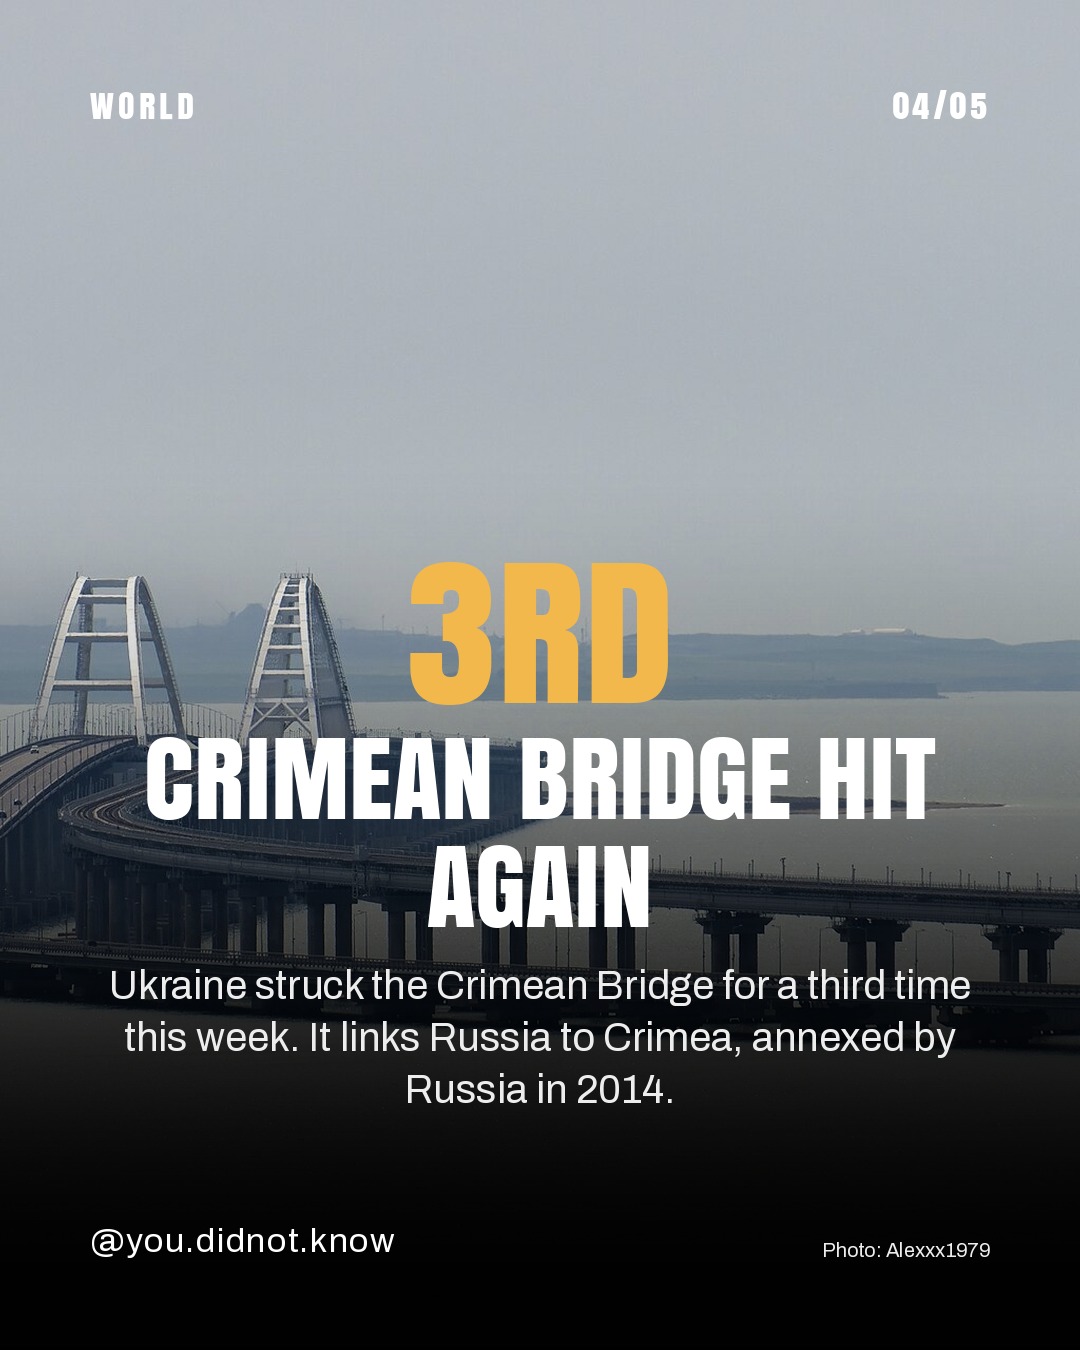 WORLD
04/05
3RD
CRIMEAN BRIDGE HIT
AGAIN
Ukraine struck the Crimean Bridge for a third time
this week. It links Russia to Crimea, annexed by
Russia in 2014.
@you.didnot.know
Photo: Alexxx1979